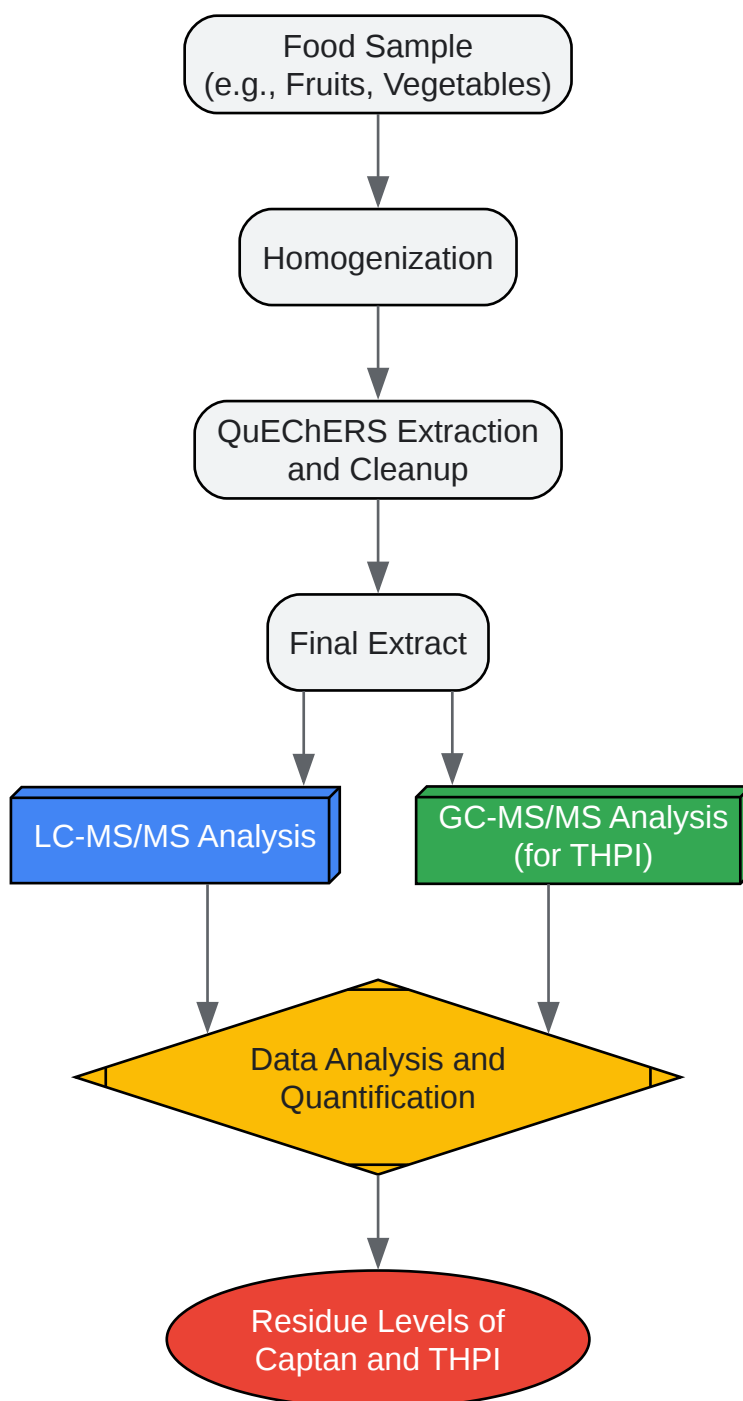 Food Sample
(e.g., Fruits, Vegetables)
Homogenization
QuEChERS Extraction
and Cleanup
Final Extract
LC-MS/MS Analysis
GC-MS/MS Analysis
(for THPI)
Data Analysis and
Quantification
Residue Levels of
Captan and THPI